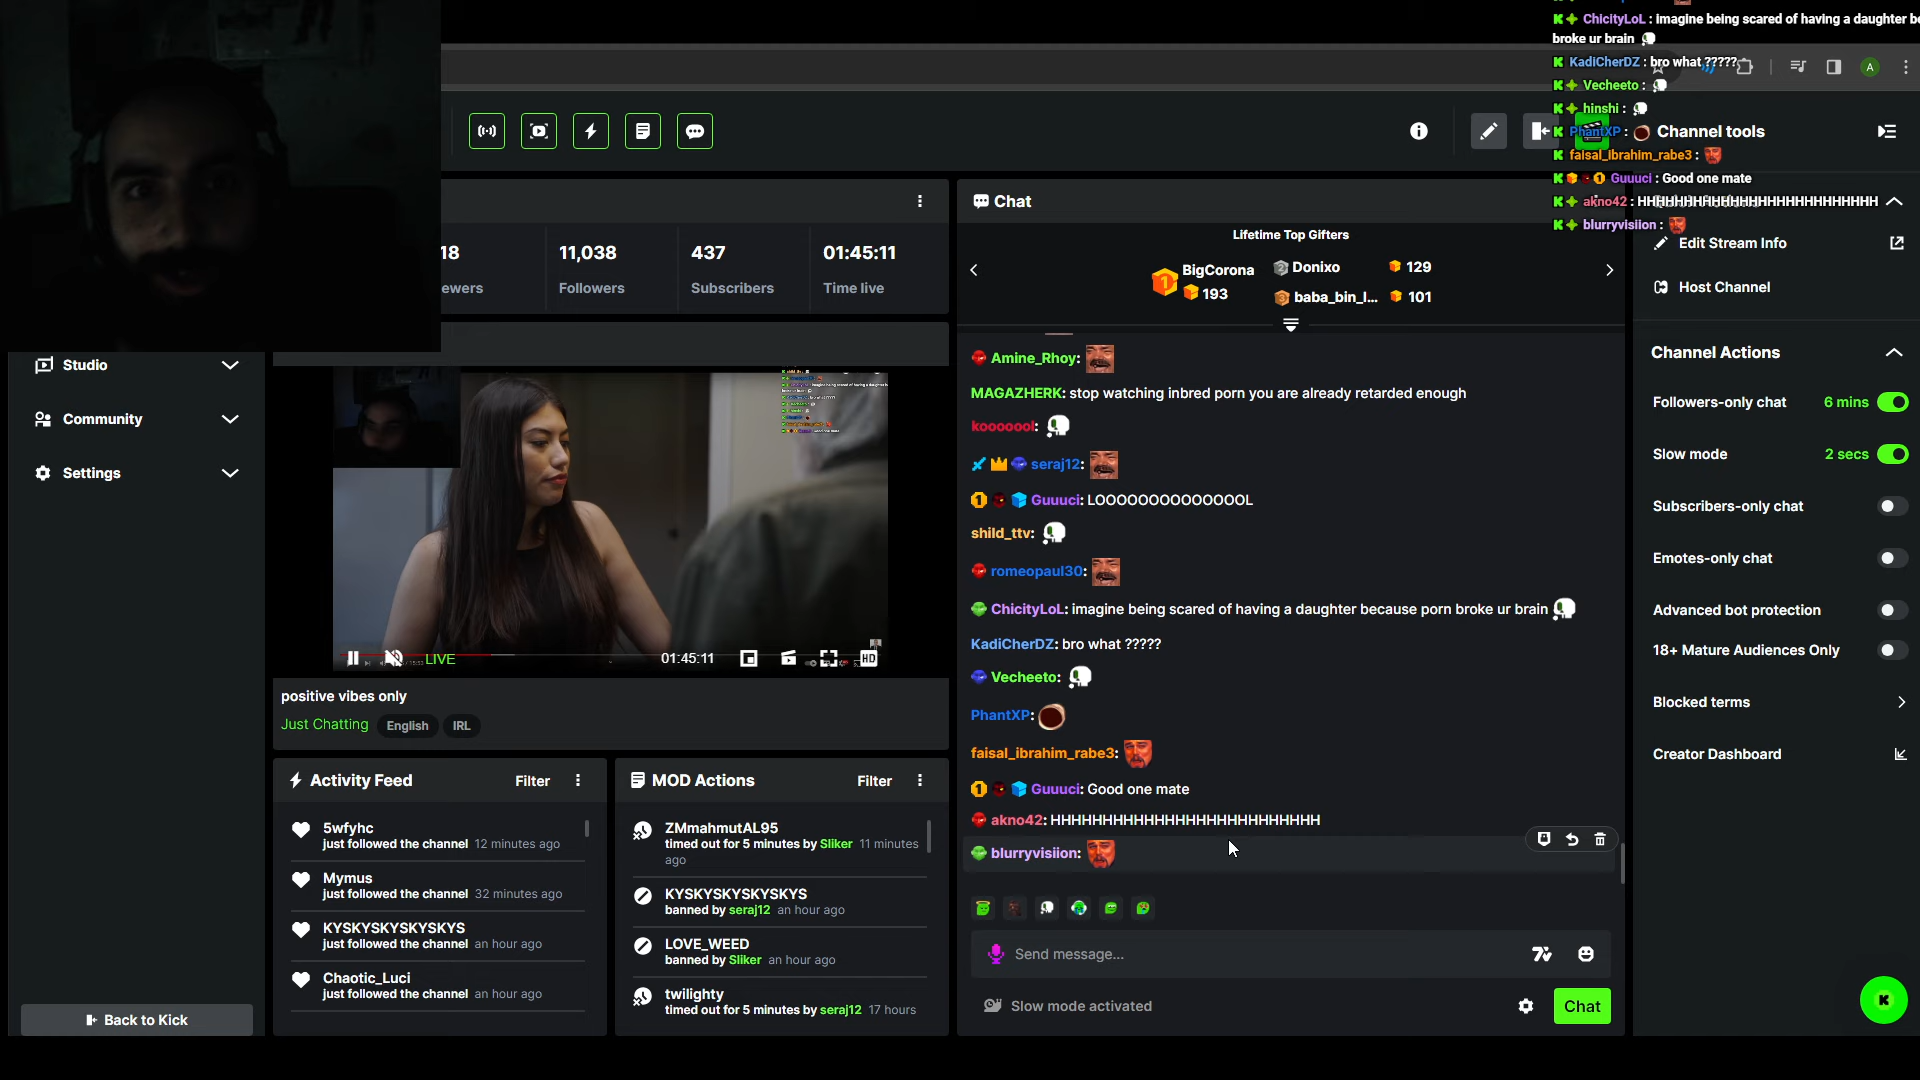 ChicityLoL : imagine being scared of having a daughter be
broke ur brain
KadiCherDZ : bro what ?????
Vecheeto :
hinshi :
PhantXP :
faisal_ibrahim_rabe3 :
Guuuci : Good one mate
akno42 : HHHHHHHHHHHHHHHHHHHHHHHHHH
blurryvisiion :
A
Channel tools
Edit Stream Info
Host Channel
Channel Actions
Followers-only chat 6 mins
Slow mode 2 secs
Subscribers-only chat
Emotes-only chat
Advanced bot protection
18+ Mature Audiences Only
Blocked terms
Creator Dashboard
18 11,038 437 01:45:11
ewers Followers Subscribers Time live
Studio
Community
Settings
Back to Kick
LIVE 01:45:11 HD
positive vibes only
Just Chatting English IRL
Activity Feed Filter
5wfyhc
just followed the channel 12 minutes ago
Mymus
just followed the channel 32 minutes ago
KYSKYSKYSKYSKYS
just followed the channel an hour ago
Chaotic_Luci
just followed the channel an hour ago
MOD Actions Filter
ZMmahmutAL95
timed out for 5 minutes by Sliker 11 minutes
ago
KYSKYSKYSKYSKYS
banned by seraj12 an hour ago
LOVE_WEED
banned by Sliker an hour ago
twilighty
timed out for 5 minutes by seraj12 17 hours
Chat
Lifetime Top Gifters
1 BigCorona 193
2 Donixo 129
3 baba_bin_l... 101
Amine_Rhoy:
MAGAZHERK: stop watching inbred porn you are already retarded enough
kooooool:
seraj12:
Guuuci: LOOOOOOOOOOOOOOL
shild_ttv:
romeopaul30:
ChicityLoL: imagine being scared of having a daughter because porn broke ur brain
KadiCherDZ: bro what ?????
Vecheeto:
PhantXP:
faisal_ibrahim_rabe3:
Guuuci: Good one mate
akno42: HHHHHHHHHHHHHHHHHHHHHHHHHH
blurryvisiion:
Send message...
Slow mode activated
Chat
K